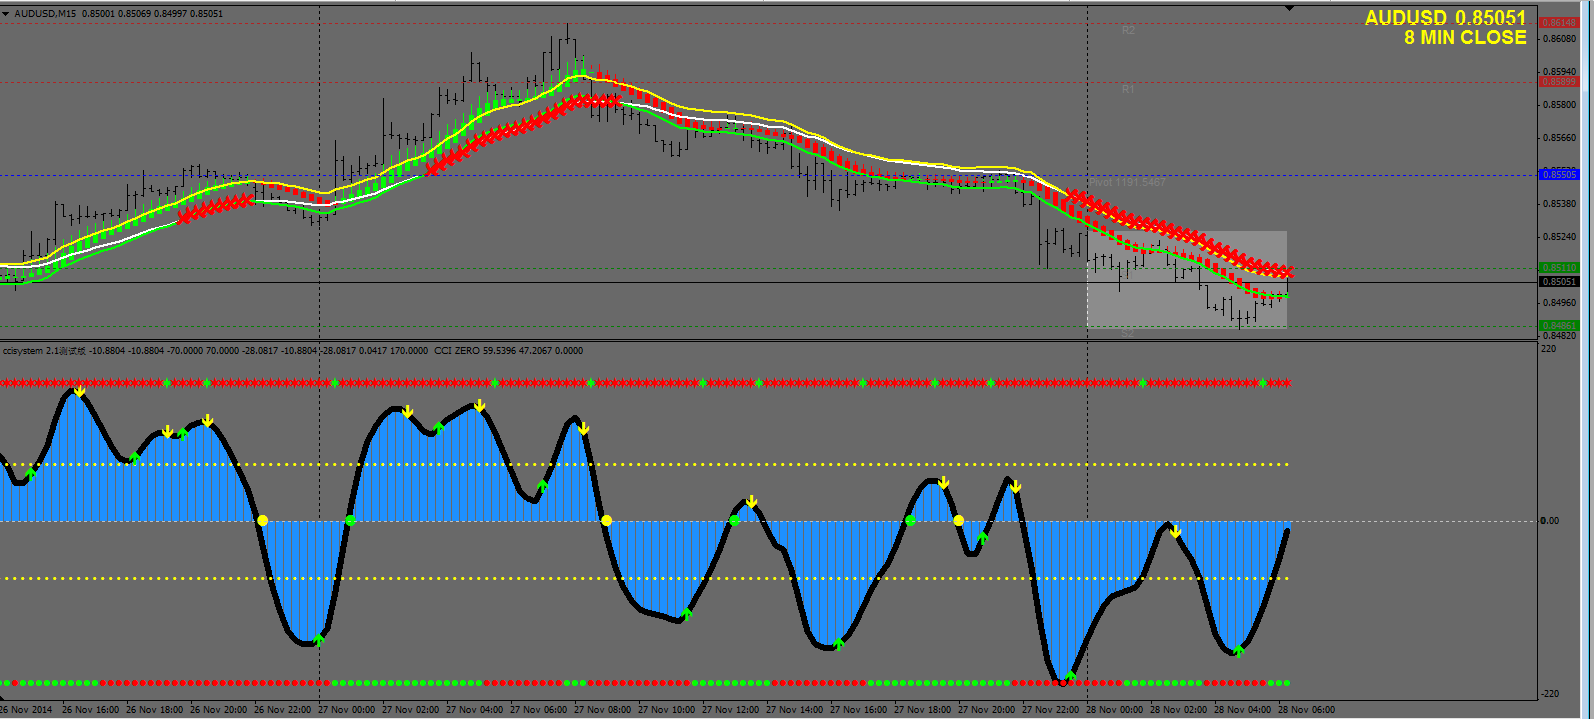 AUDUSD,M15 0.85001 0.85069 0.84997 0.85051
AUDUSD 0.85051
8 MIN CLOSE
R2
R1
Pivot 1191.5467
S2
0.86148
0.86080
0.85940
0.85899
0.85800
0.85660
0.85505
0.85380
0.85240
0.85110
0.85051
0.84960
0.84861
0.84820
ccisystem 2.1测试版 -10.8804 -10.8804 -70.0000 70.0000 -28.0817 -10.8804 -28.0817 0.0417 170.0000 CCI ZERO 59.5396 47.2067 0.0000
220
0.00
-220
26 Nov 2014 26 Nov 16:00 26 Nov 18:00 26 Nov 20:00 26 Nov 22:00 27 Nov 00:00 27 Nov 02:00 27 Nov 04:00 27 Nov 06:00 27 Nov 08:00 27 Nov 10:00 27 Nov 12:00 27 Nov 14:00 27 Nov 16:00 27 Nov 18:00 27 Nov 20:00 27 Nov 22:00 28 Nov 00:00 28 Nov 02:00 28 Nov 04:00 28 Nov 06:00